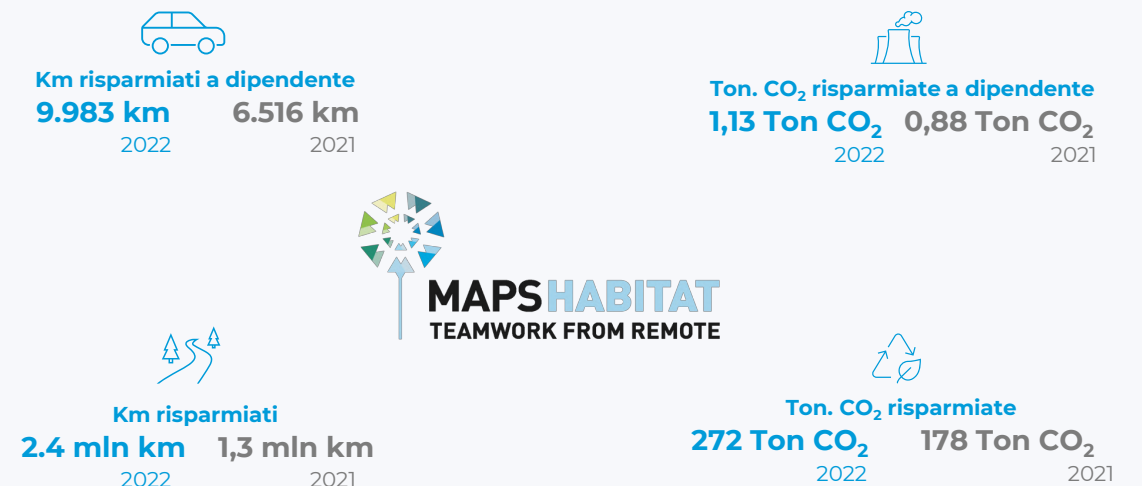 Km risparmiati a dipendente
9.983 km 6.516 km
2022 2021
Ton. CO₂ risparmiate a dipendente
1,13 Ton CO₂ 0,88 Ton CO₂
2022 2021
MAPSHABITAT
TEAMWORK FROM REMOTE
Km risparmiati
2.4 mln km 1,3 mln km
2022 2021
Ton. CO₂ risparmiate
272 Ton CO₂ 178 Ton CO₂
2022 2021